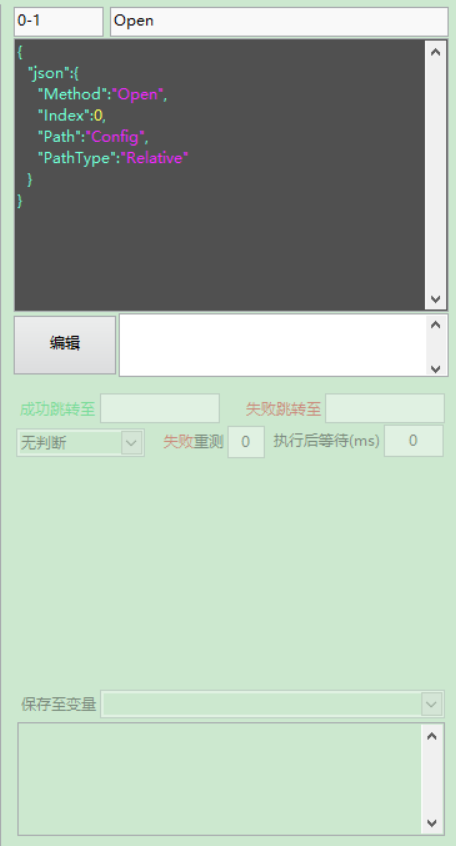 0-1 Open
{
"json":{
"Method":"Open",
"Index":0,
"Path":"Config",
"PathType":"Relative"
}
}
编辑
成功跳转至 失败跳转至
无判断 失败重测 0 执行后等待(ms) 0
保存至变量